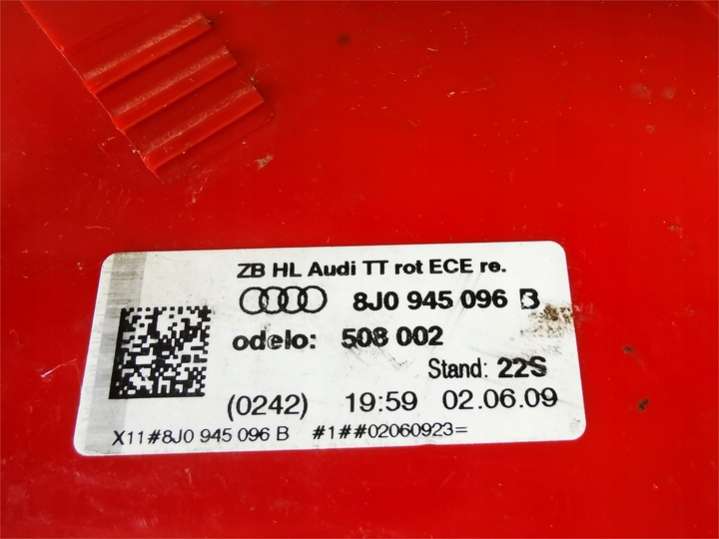 ZB HL Audi TT rot ECE re.
8J0 945 096 B
odelo: 508 002
Stand: 22S
(0242) 19:59 02.06.09
X11#8J0 945 096 B #1##02060923=